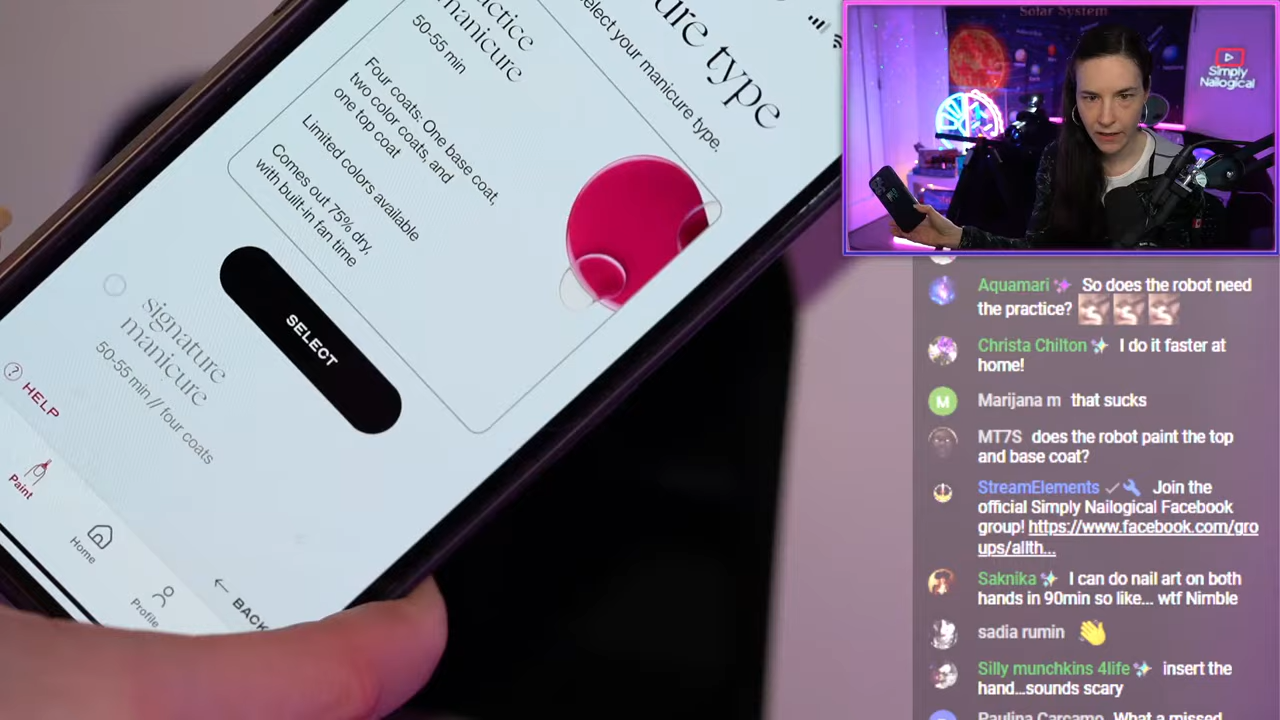 ure type
Select your manicure type.
actice
manicure
50-55 min
Four coats: One base coat,
two color coats, and
one top coat
Limited colors available
Comes out 75% dry,
with built-in fan time
SELECT
signature
manicure
50-55 min // four coats
? HELP
Paint
Home
Profile
← BACK
Solar System
Simply
Nailogical
Aquamari So does the robot need
the practice?
Christa Chilton I do it faster at
home!
M Marijana m that sucks
MT7S does the robot paint the top
and base coat?
StreamElements Join the
official Simply Nailogical Facebook
group! https://www.facebook.com/gro
ups/allth...
Saknika I can do nail art on both
hands in 90min so like... wtf Nimble
sadia rumin
Silly munchkins 4life insert the
hand...sounds scary
Paulina Carcamo What a missed